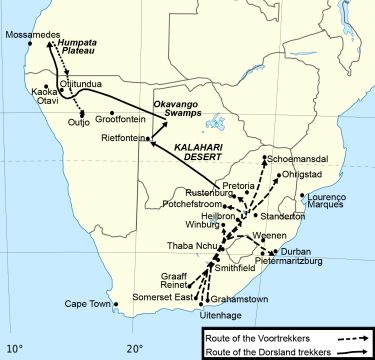 Mossamedes
Humpata
Plateau
Otjitundua
Kaoka
Otavi
Okavango
Swamps
Grootfontein
Outjo
Rietfontein
KALAHARI
DESERT
Schoemansdal
Ohrigstad
Pretoria
Rustenburg
Potchefstroom
Lourenço
Marques
Heilbron
Standerton
Winburg
Weenen
Thaba Nchu
Durban
Pietermaritzburg
Smithfield
Graaff
Reinet
Somerset East
Grahamstown
Cape Town
Uitenhage
10°
20°
Route of the Voortrekkers
Route of the Dorsland trekkers